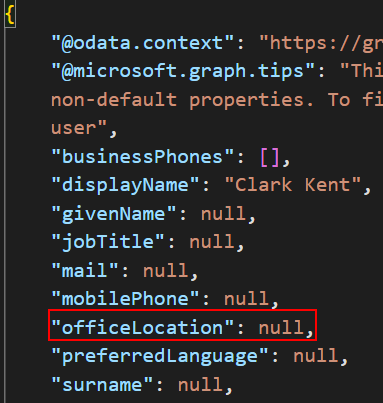 {
"@odata.context": "https://gr
"@microsoft.graph.tips": "Thi
non-default properties. To fi
user",
"businessPhones": [],
"displayName": "Clark Kent",
"givenName": null,
"jobTitle": null,
"mail": null,
"mobilePhone": null,
"officeLocation": null,
"preferredLanguage": null,
"surname": null,